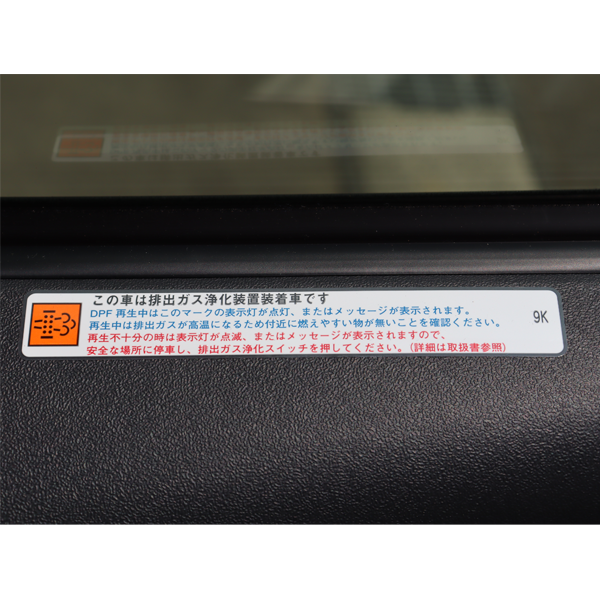 この車は排出ガス浄化装置装着車です
DPF 再生中はこのマークの表示灯が点灯、またはメッセージが表示されます。
再生中は排出ガスが高温になるため付近に燃えやすい物が無いことを確認ください。
再生不十分の時は表示灯が点滅、またはメッセージが表示されますので、
安全な場所に停車し、排出ガス浄化スイッチを押してください。（詳細は取扱書参照）
9K